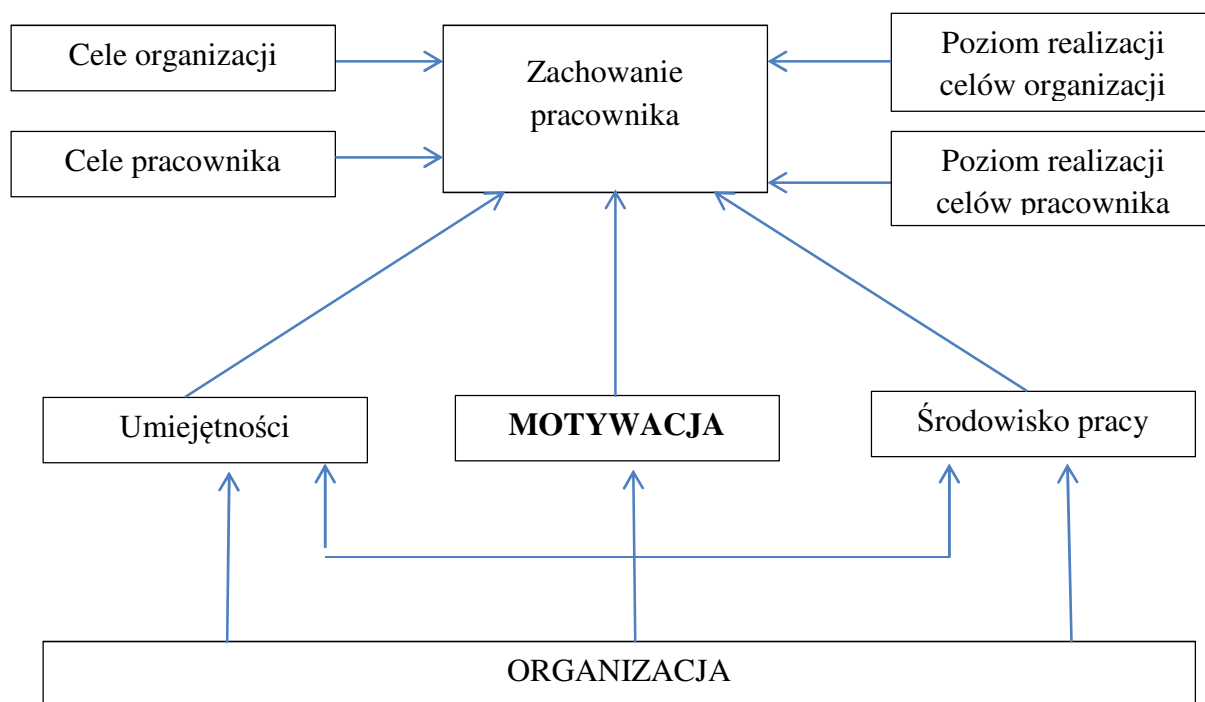 Cele organizacji
Zachowanie
pracownika
Poziom realizacji
celów organizacji
Cele pracownika
Poziom realizacji
celów pracownika
Umiejętności
MOTYWACJA
Środowisko pracy
ORGANIZACJA